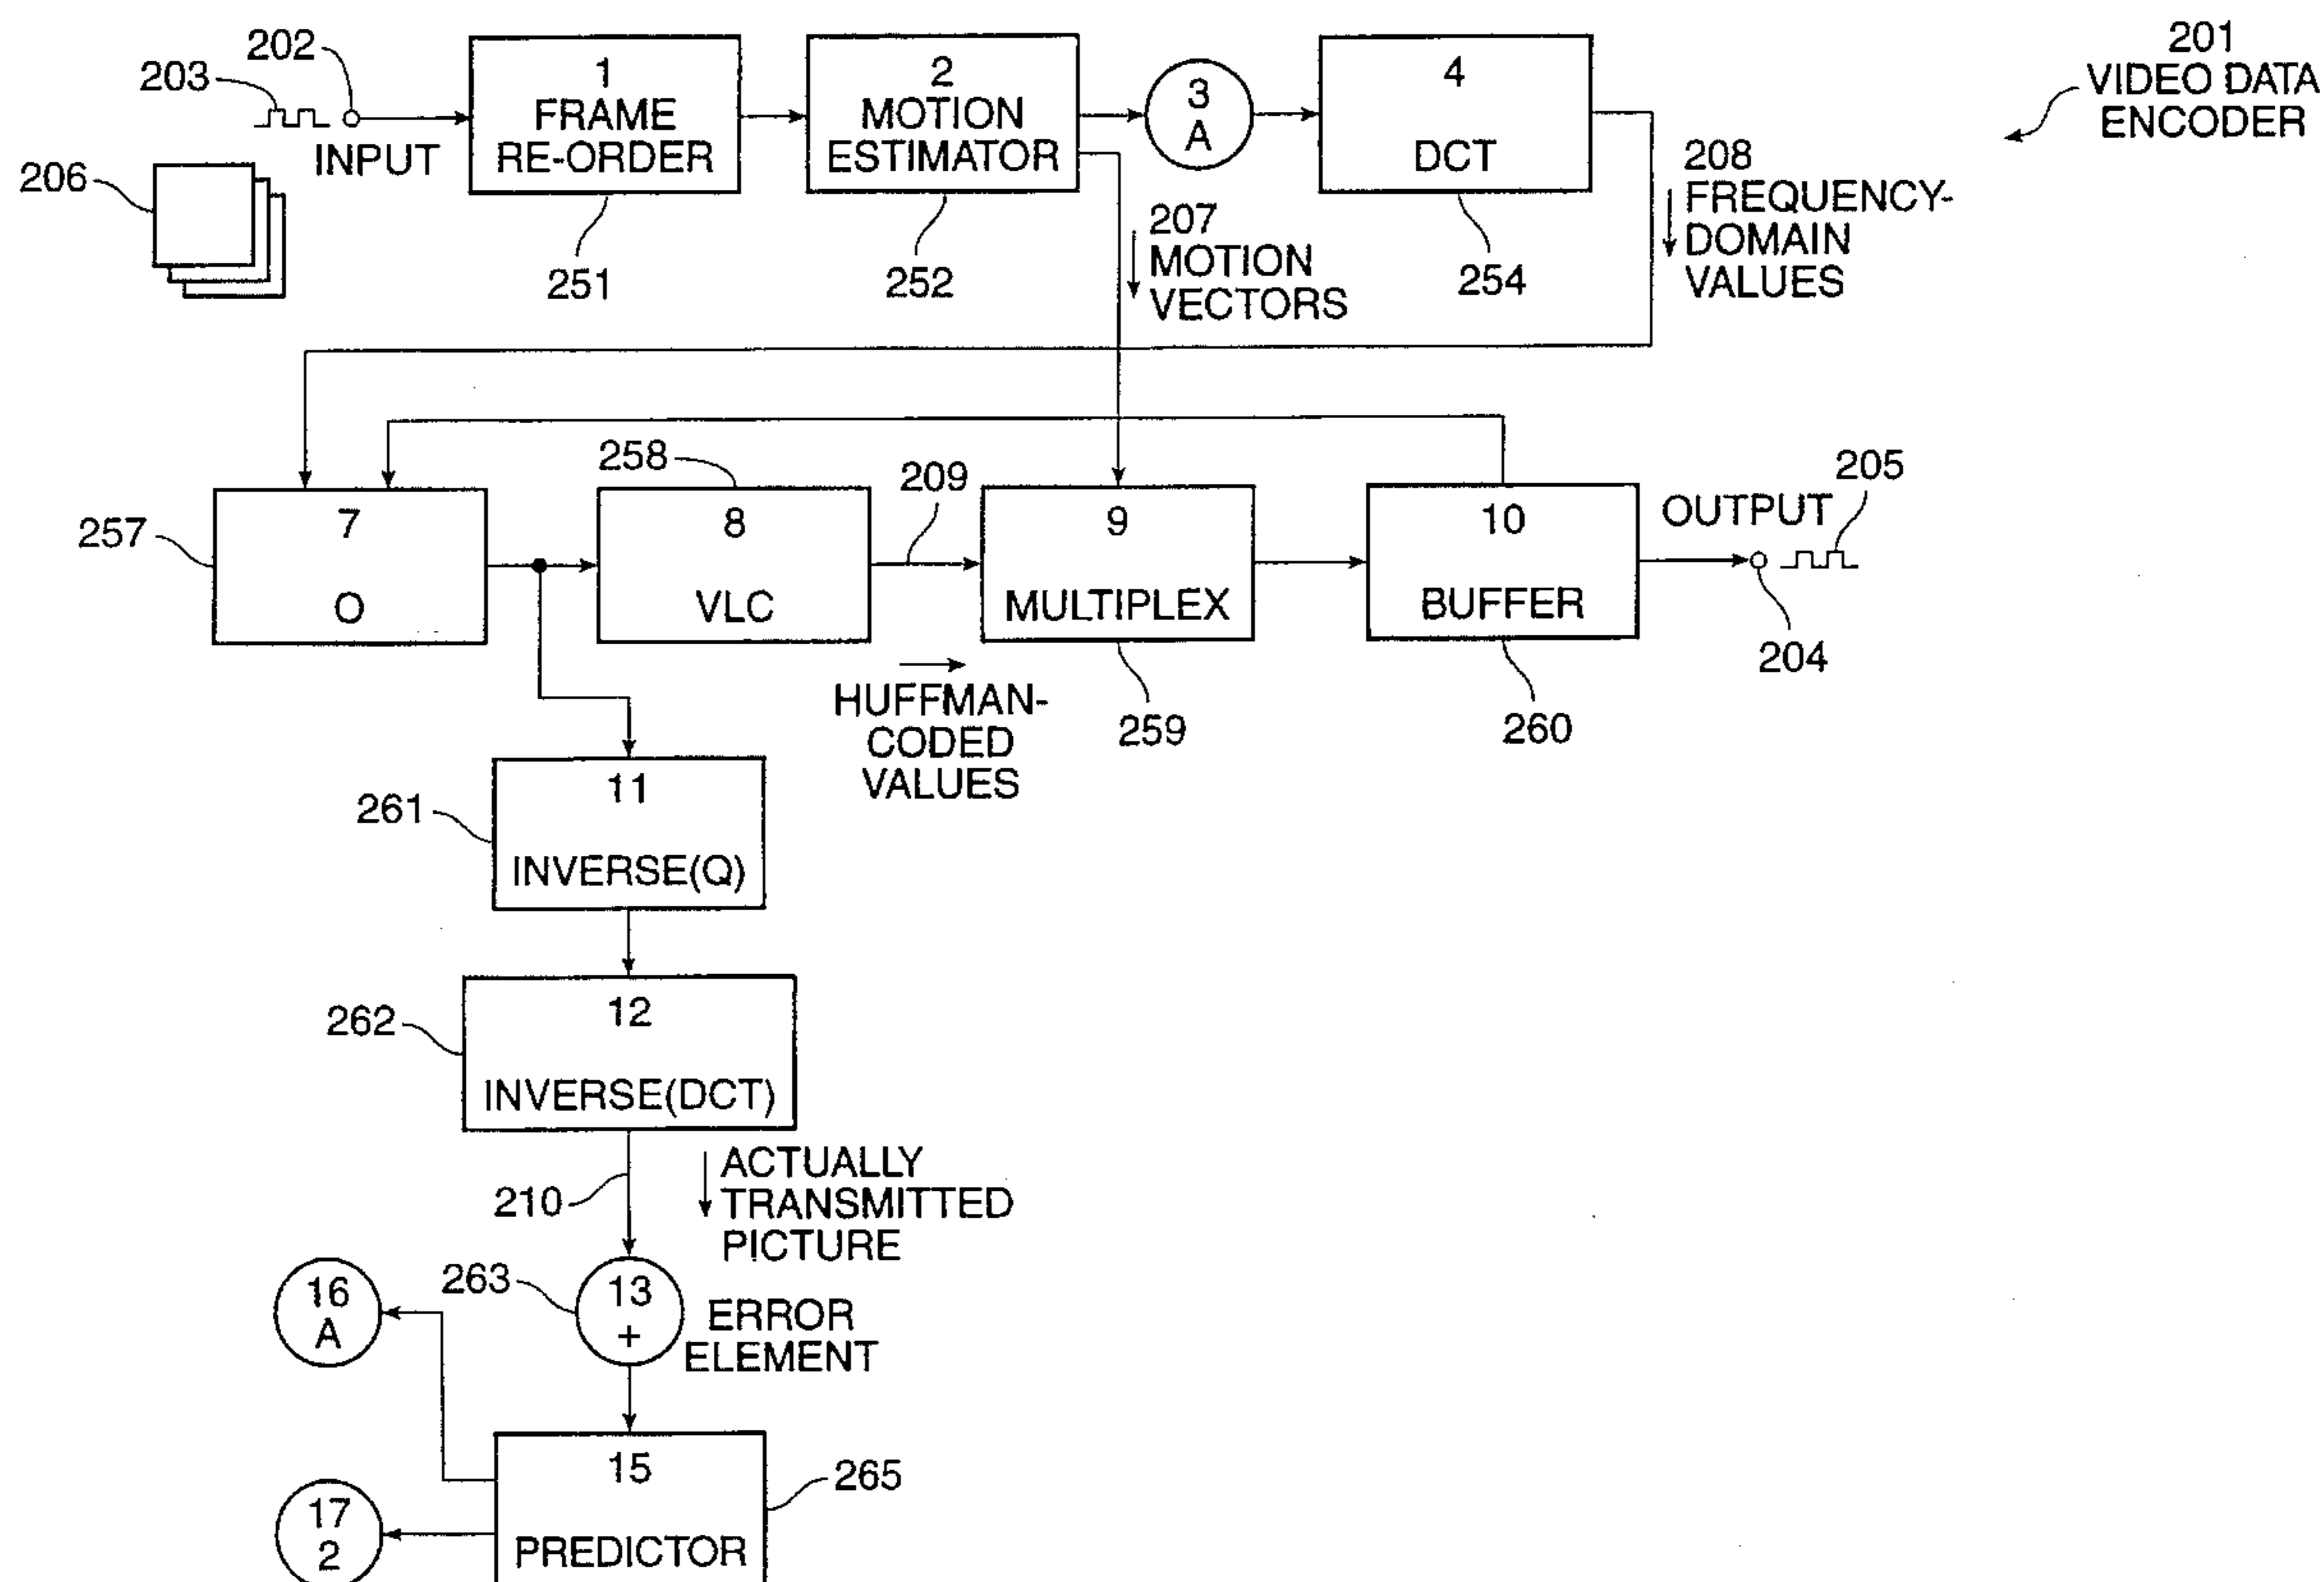 201
VIDEO DATA
ENCODER
202
203
INPUT
206
1
FRAME
RE-ORDER
251
2
MOTION
ESTIMATOR
252
3
A
4
DCT
254
207
MOTION
VECTORS
208
FREQUENCY-
DOMAIN
VALUES
257
7
O
258
8
VLC
209
HUFFMAN-
CODED
VALUES
9
MULTIPLEX
259
10
BUFFER
260
OUTPUT
205
204
261
11
INVERSE(Q)
262
12
INVERSE(DCT)
210
ACTUALLY
TRANSMITTED
PICTURE
263
13
+
ERROR
ELEMENT
16
A
15
PREDICTOR
265
17
2